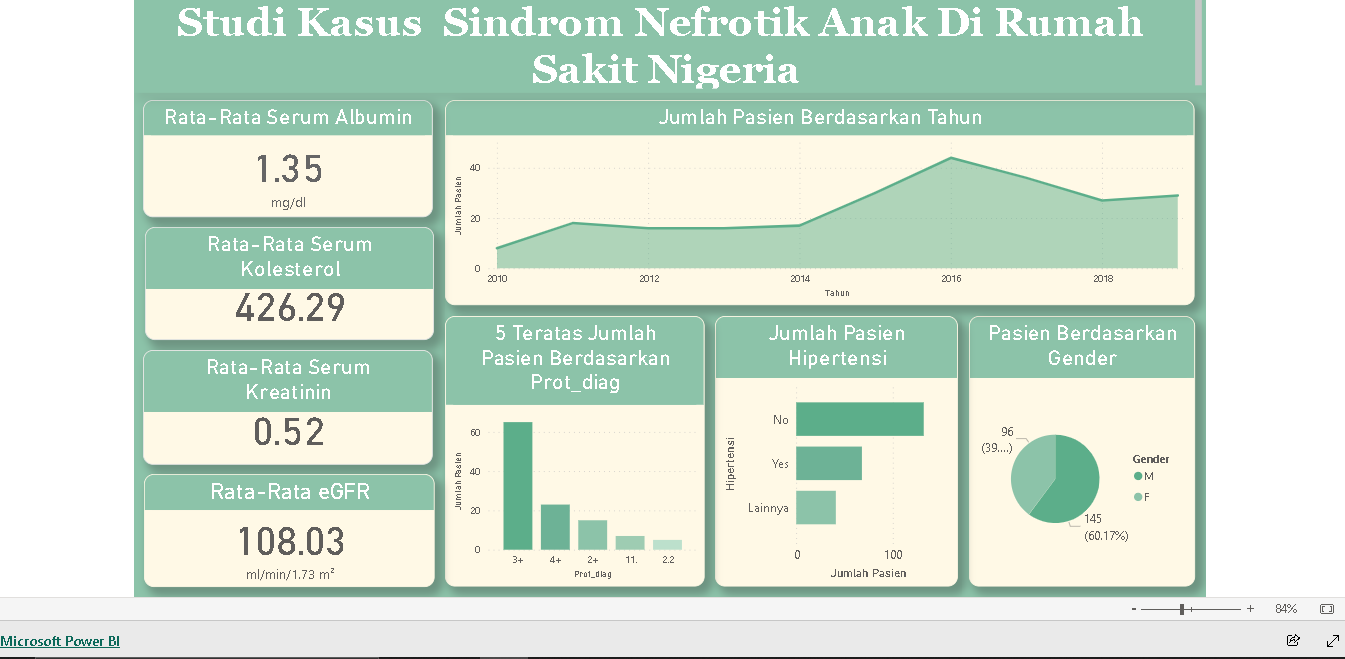 Studi Kasus Sindrom Nefrotik Anak Di Rumah
Sakit Nigeria
Rata-Rata Serum Albumin
1.35
mg/dl
Rata-Rata Serum
Kolesterol
426.29
Rata-Rata Serum
Kreatinin
0.52
Rata-Rata eGFR
108.03
ml/min/1.73 m²
Jumlah Pasien Berdasarkan Tahun
Jumlah Pasien
40
20
0
2010
2012
2014
2016
2018
Tahun
5 Teratas Jumlah
Pasien Berdasarkan
Prot_diag
Jumlah Pasien
60
40
20
0
3+
4+
2+
11.
2.2
Prot_diag
Jumlah Pasien
Hipertensi
Hipertensi
No
Yes
Lainnya
0
100
Jumlah Pasien
Pasien Berdasarkan
Gender
96
(39....)
145
(60.17%)
Gender
M
F
- + 84%
Microsoft Power BI